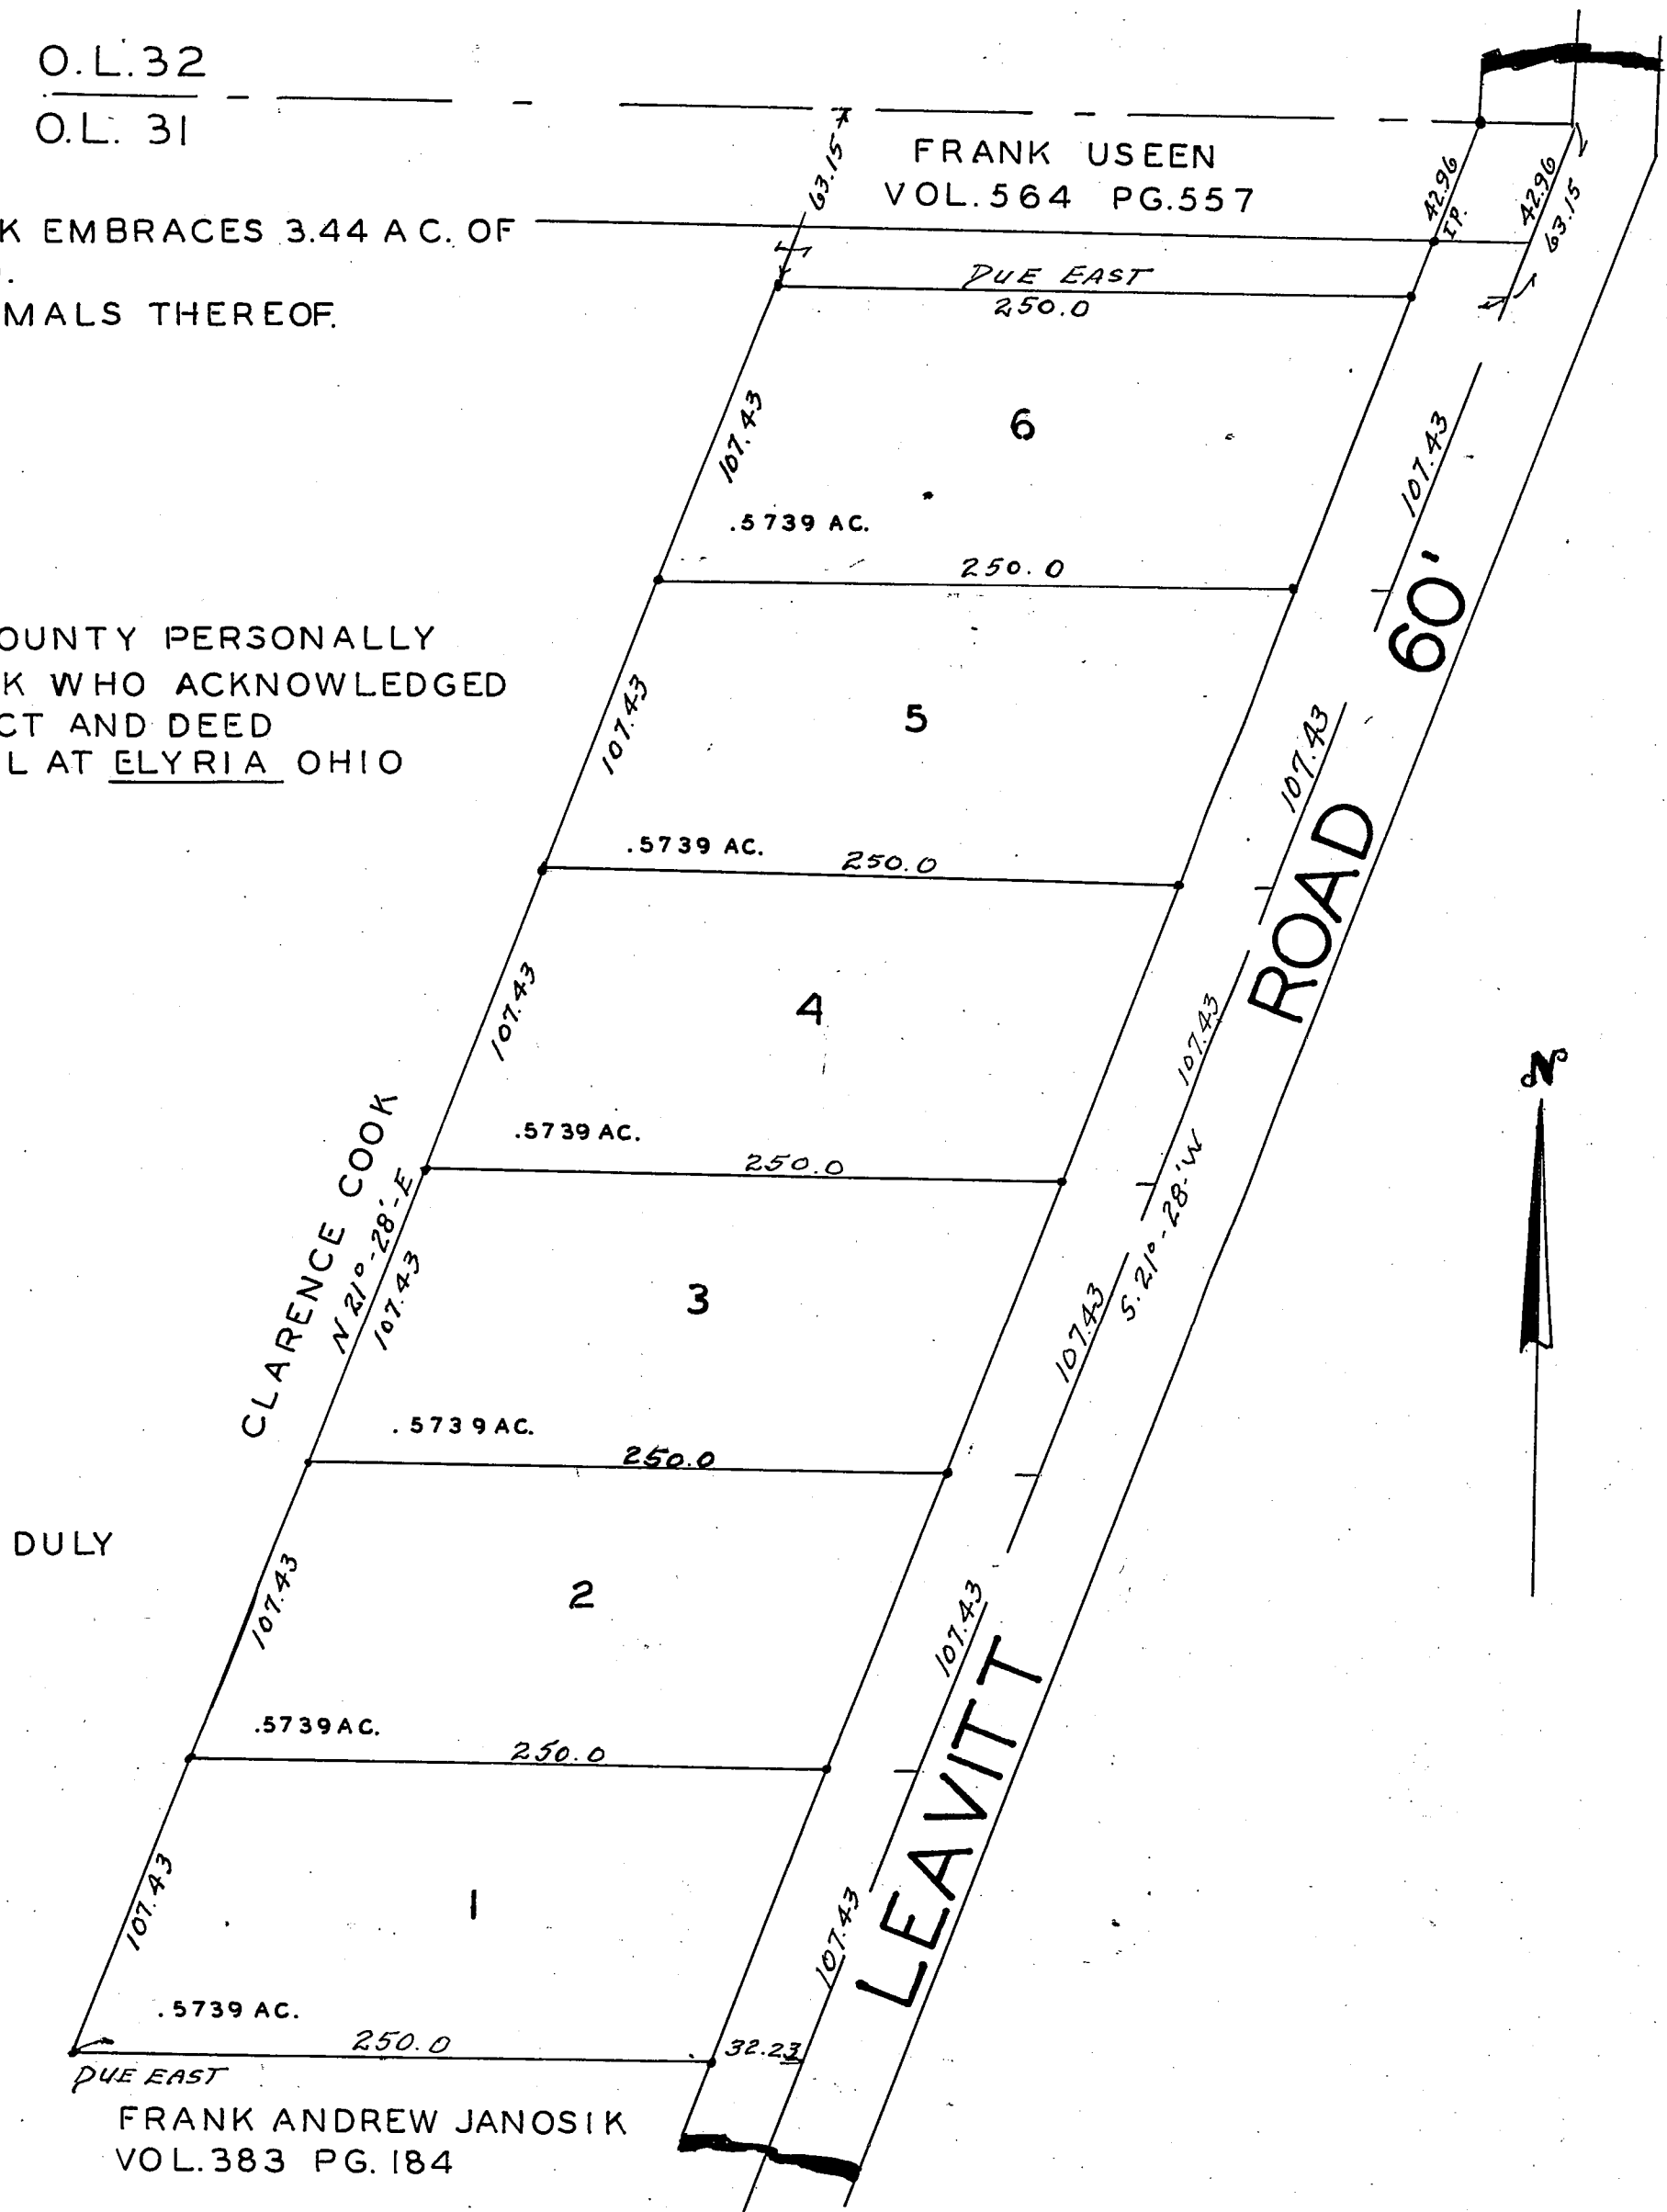 O.L. 32
O.L. 31
FRANK USEEN
VOL. 564 PG. 557
63.15
42.96
I.P.
42.96
63.15
K EMBRACES 3.44 AC. OF
MALS THEREOF.
DUE EAST
250.0
107.43
6
107.43
.5739 AC.
250.0
60'
OUNTY PERSONALLY
K WHO ACKNOWLEDGED
CT AND DEED
L AT ELYRIA OHIO
107.43
5
107.43
.5739 AC.
250.0
ROAD
107.43
4
107.43
.5739 AC.
250.0
N
CLARENCE COOK
N 21°-28'-E
107.43
3
107.43
S. 21°-28'-W
.5739 AC.
250.0
DULY
107.43
2
107.43
.5739 AC.
250.0
LEAVITT
107.43
1
107.43
.5739 AC.
250.0
32.23
DUE EAST
FRANK ANDREW JANOSIK
VOL. 383 PG. 184